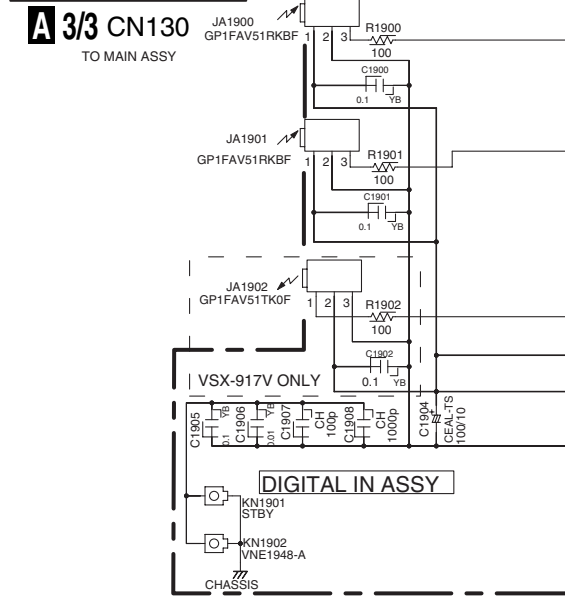 A 3/3 CN130
TO MAIN ASSY
JA1900
GP1FAV51RKBF
1 2 3
R1900
100
C1900
0.1 YB
JA1901
GP1FAV51RKBF
1 2 3
R1901
100
C1901
0.1 YB
JA1902
GP1FAV51TK0F
1 2 3
R1902
100
C1902
0.1 YB
VSX-917V ONLY
C1905
0.1 YB
C1906
0.01 YB
C1907
CH
100p
C1908
CH
1000p
C1904
CEAL-TS
100/10
DIGITAL IN ASSY
KN1901
STBY
KN1902
VNE1948-A
CHASSIS